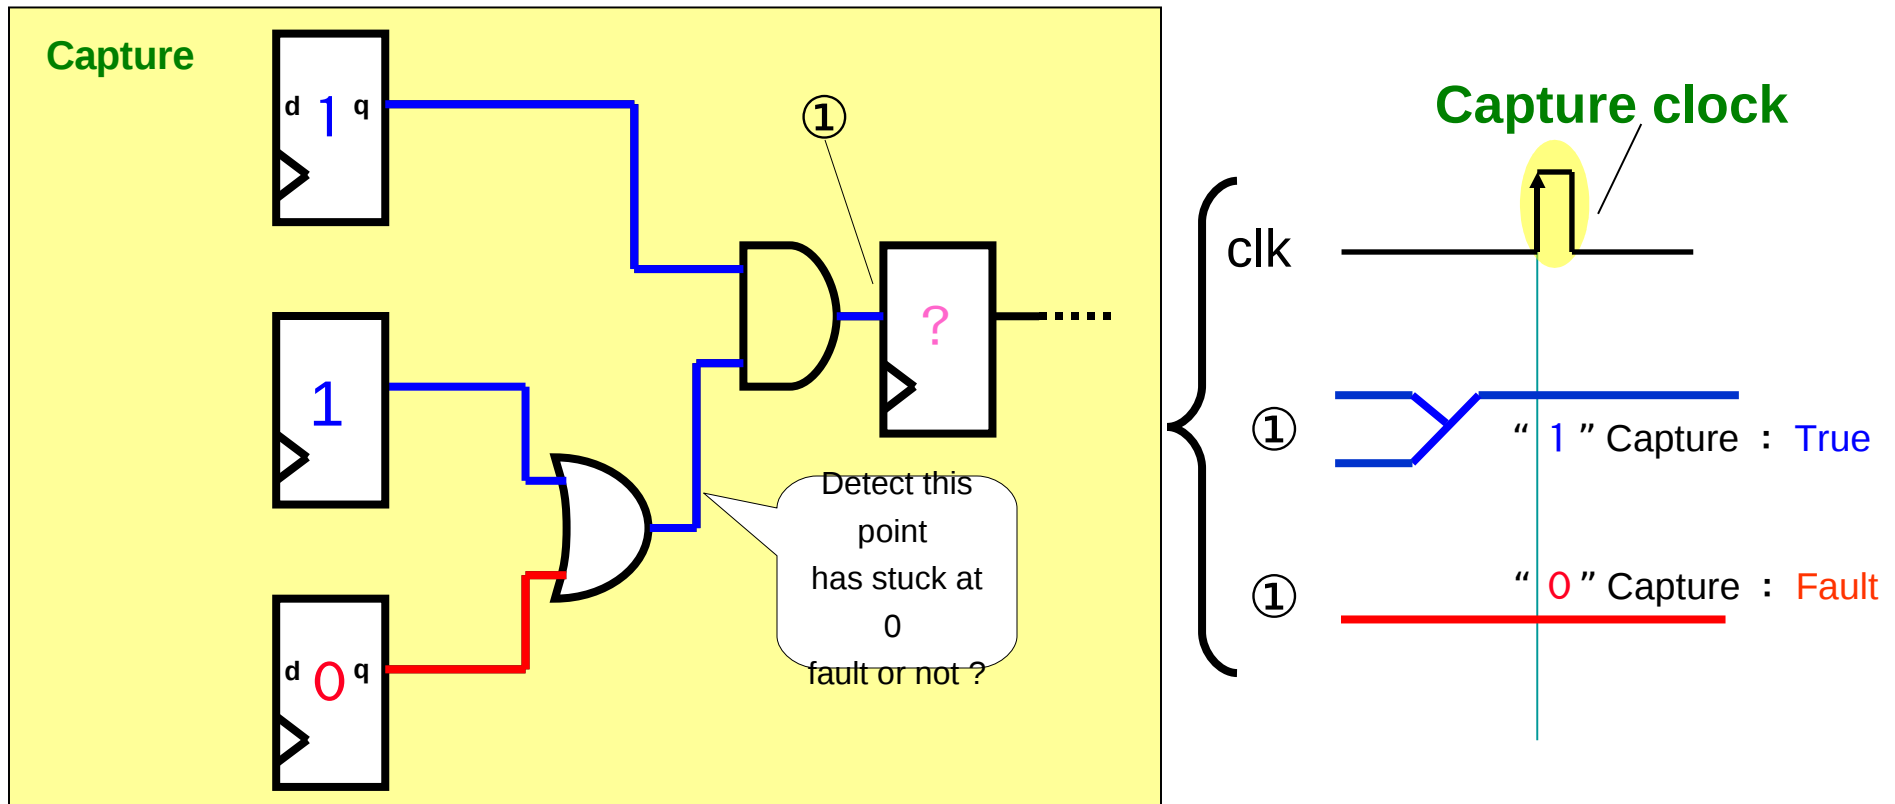 Capture
d 1 q
①
?
1
Detect this
point
has stuck at
0
fault or not ?
d 0 q
Capture clock
clk
①
“ 1 ” Capture : True
①
“ 0 ” Capture : Fault